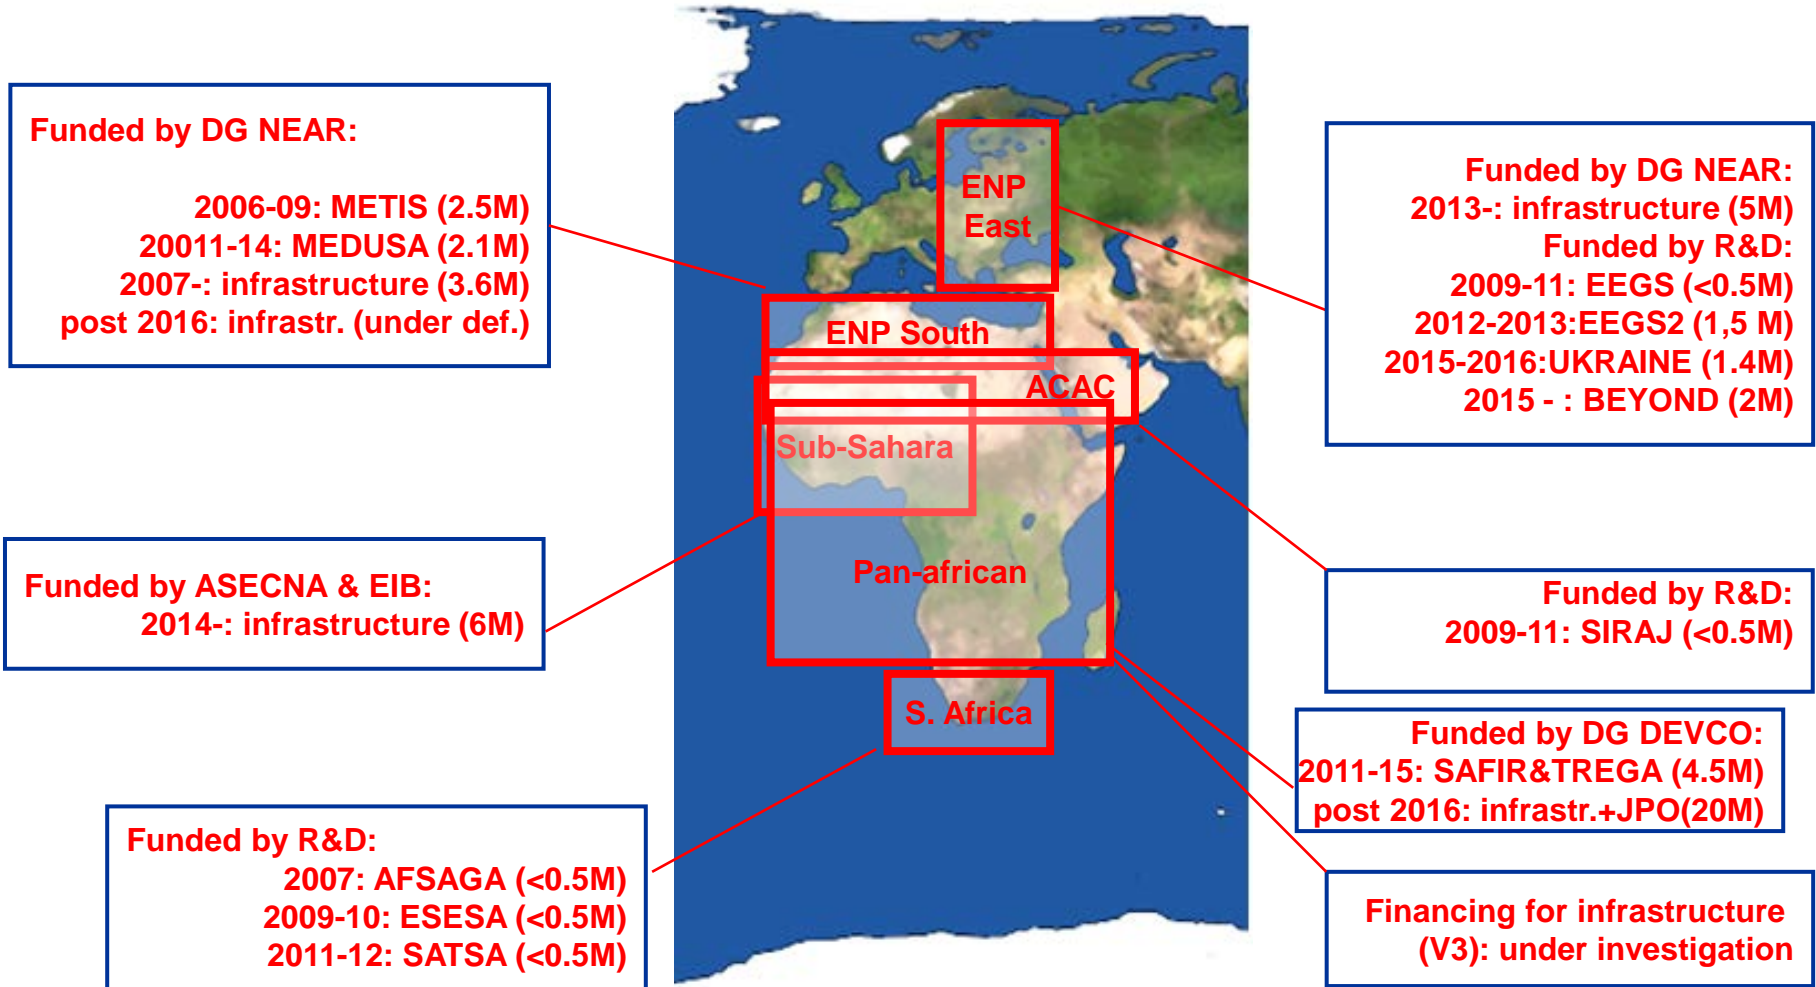 Funded by DG NEAR:
2006-09: METIS (2.5M)
20011-14: MEDUSA (2.1M)
2007-: infrastructure (3.6M)
post 2016: infrastr. (under def.)
Funded by ASECNA & EIB:
2014-: infrastructure (6M)
Funded by R&D:
2007: AFSAGA (<0.5M)
2009-10: ESESA (<0.5M)
2011-12: SATSA (<0.5M)
ENP
East
ENP South
ACAC
Sub-Sahara
Pan-african
S. Africa
Funded by DG NEAR:
2013-: infrastructure (5M)
Funded by R&D:
2009-11: EEGS (<0.5M)
2012-2013:EEGS2 (1,5 M)
2015-2016:UKRAINE (1.4M)
2015 - : BEYOND (2M)
Funded by R&D:
2009-11: SIRAJ (<0.5M)
Funded by DG DEVCO:
2011-15: SAFIR&TREGA (4.5M)
post 2016: infrastr.+JPO(20M)
Financing for infrastructure
(V3): under investigation